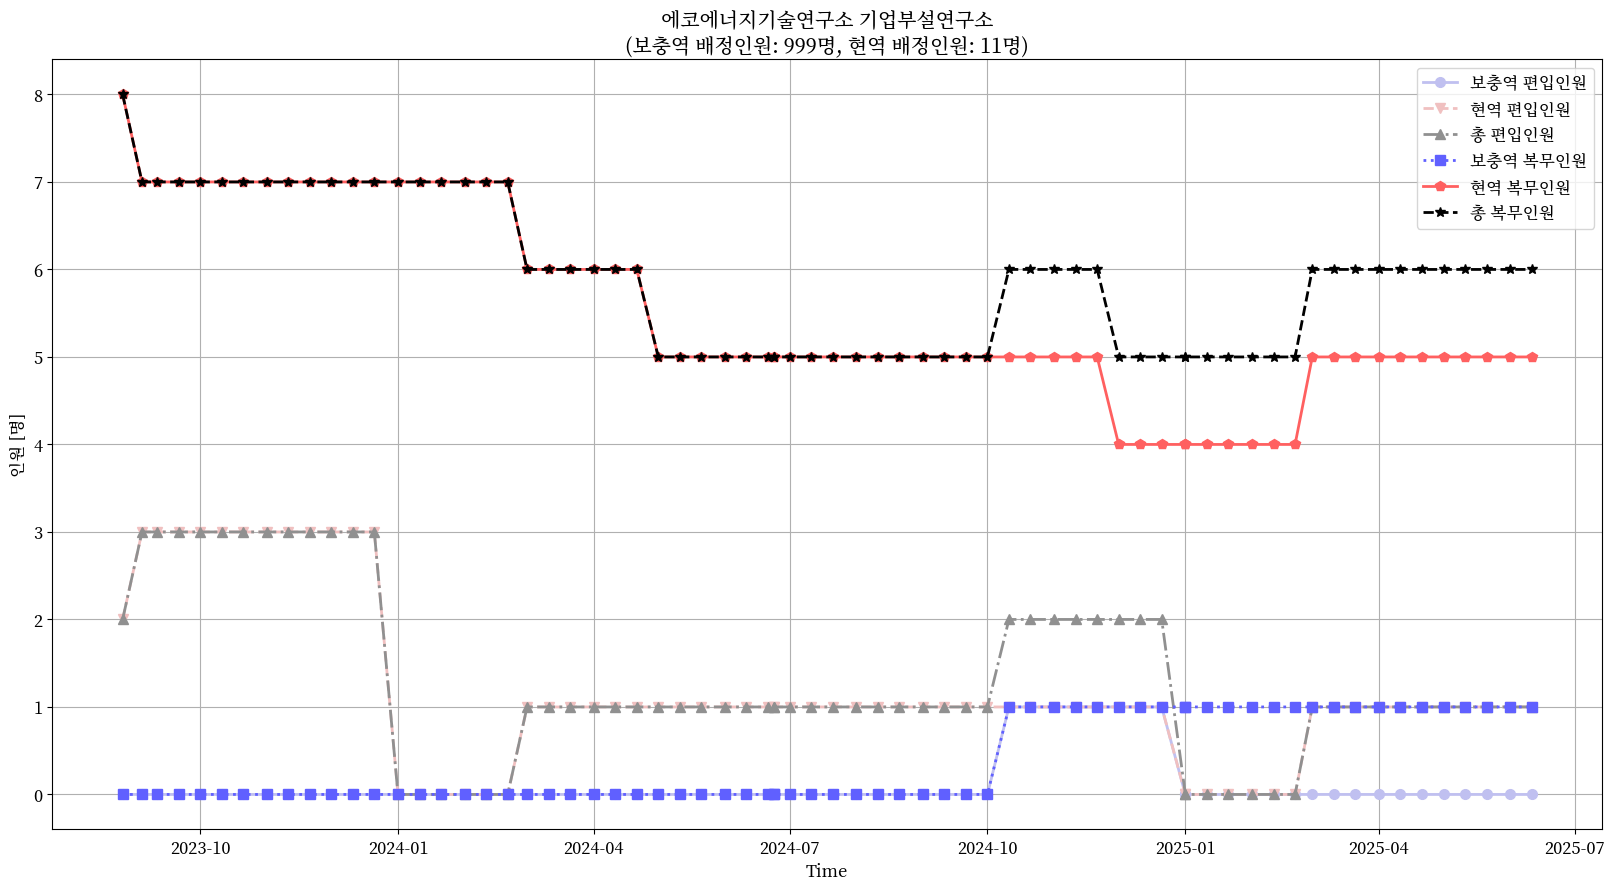 에코에너지기술연구소 기업부설연구소
(보충역 배정인원: 999명, 현역 배정인원: 11명)
보충역 편입인원
현역 편입인원
총 편입인원
보충역 복무인원
현역 복무인원
총 복무인원
인원 [명]
8
7
6
5
4
3
2
1
0
2023-10
2024-01
2024-04
2024-07
2024-10
2025-01
2025-04
2025-07
Time